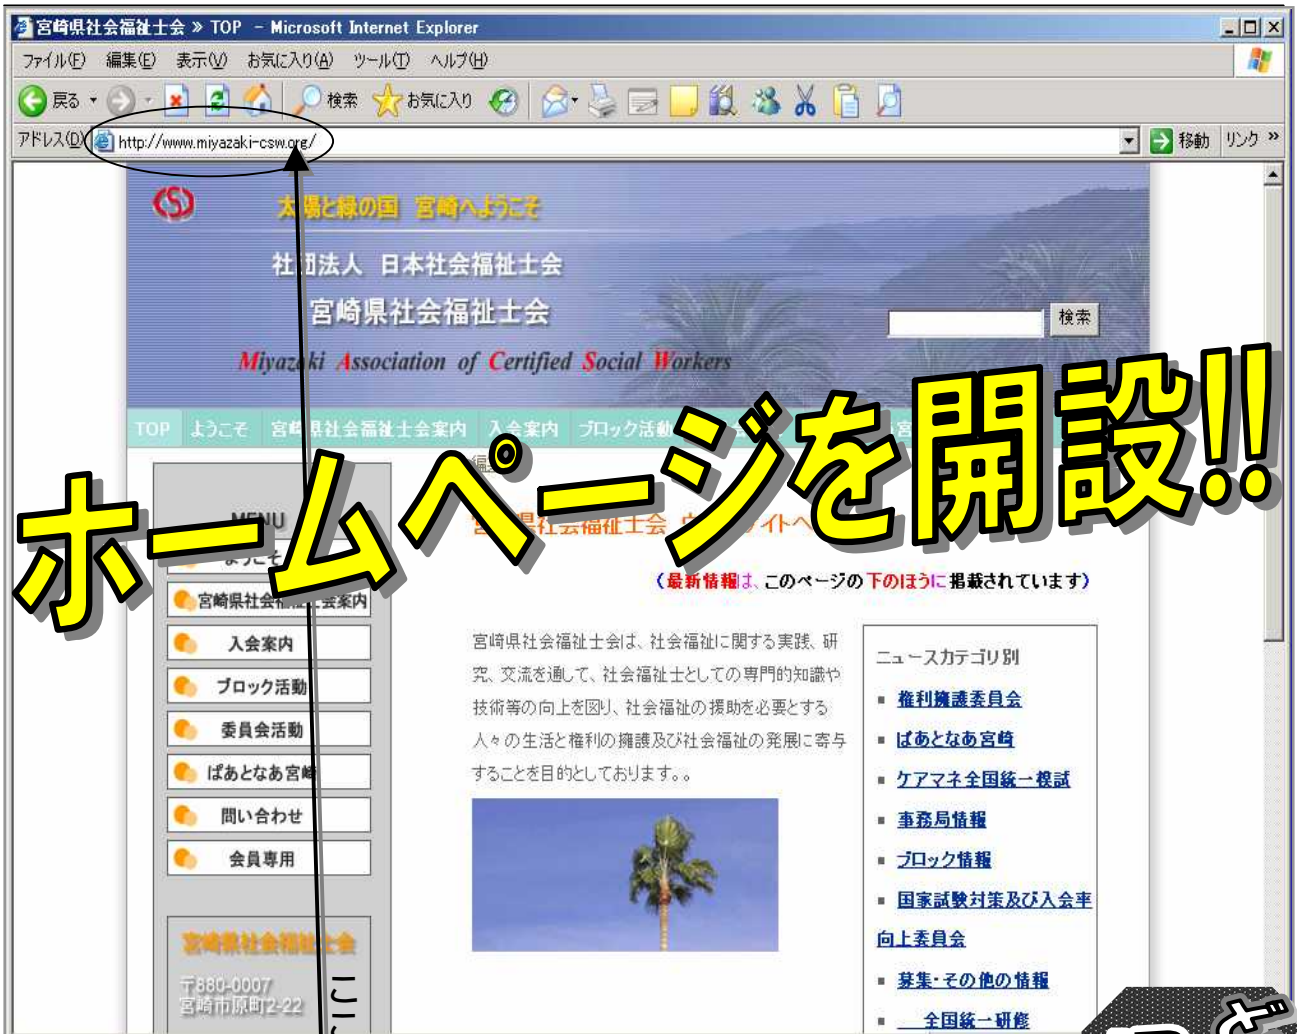 宮崎県社会福祉士会 » TOP - Microsoft Internet Explorer
ファイル(F) 編集(E) 表示(V) お気に入り(A) ツール(T) ヘルプ(H)
戻る 検索 お気に入り
アドレス(D) http://www.miyazaki-csw.org/ 移動 リンク »
太陽と緑の国 宮崎へようこそ
社団法人 日本社会福祉士会
宮崎県社会福祉士会
検索
Miyazaki Association of Certified Social Workers
TOP ようこそ 宮崎県社会福祉士会案内 入会案内 ブロック活動
ホームページを開設!!
MENU
ようこそ
宮崎県社会福祉士会案内
入会案内
ブロック活動
委員会活動
ぱあとなあ宮崎
問い合わせ
会員専用
宮崎県社会福祉士会
〒880-0007
宮崎市原町2-22
宮崎県社会福祉士会
(最新情報は、このページの下のほうに掲載されています)
宮崎県社会福祉士会は、社会福祉に関する実践、研
究、交流を通して、社会福祉士としての専門的知識や
技術等の向上を図り、社会福祉の援助を必要とする
人々の生活と権利の擁護及び社会福祉の発展に寄与
することを目的としております。。
ニュースカテゴリ別
権利擁護委員会
ぱあとなあ宮崎
ケアマネ全国統一模試
事務局情報
ブロック情報
国家試験対策及び入会率
向上委員会
募集・その他の情報
全国統一研修